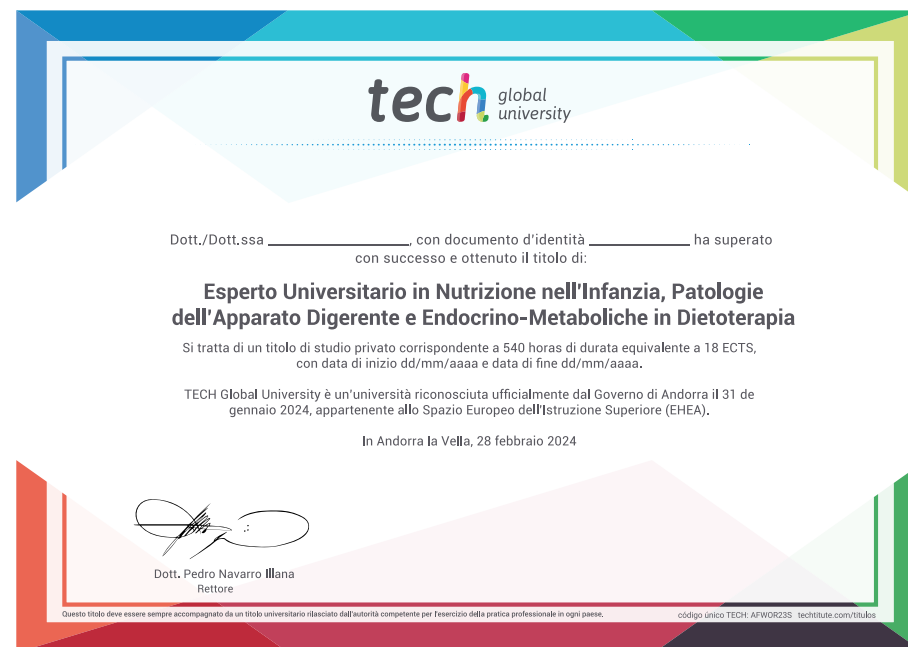 tech global
university
Dott./Dott.ssa ____________________, con documento d'identità ______________ ha superato
con successo e ottenuto il titolo di:
Esperto Universitario in Nutrizione nell'Infanzia, Patologie
dell'Apparato Digerente e Endocrino-Metaboliche in Dietoterapia
Si tratta di un titolo di studio privato corrispondente a 540 horas di durata equivalente a 18 ECTS,
con data di inizio dd/mm/aaaa e data di fine dd/mm/aaaa.
TECH Global University è un'università riconosciuta ufficialmente dal Governo di Andorra il 31 de
gennaio 2024, appartenente allo Spazio Europeo dell'Istruzione Superiore (EHEA).
In Andorra la Vella, 28 febbraio 2024
Dott. Pedro Navarro Illana
Rettore
Questo titolo deve essere sempre accompagnato da un titolo universitario rilasciato dall'autorità competente per l'esercizio della pratica professionale in ogni paese.
código único TECH: AFWOR23S techtitute.com/titulos